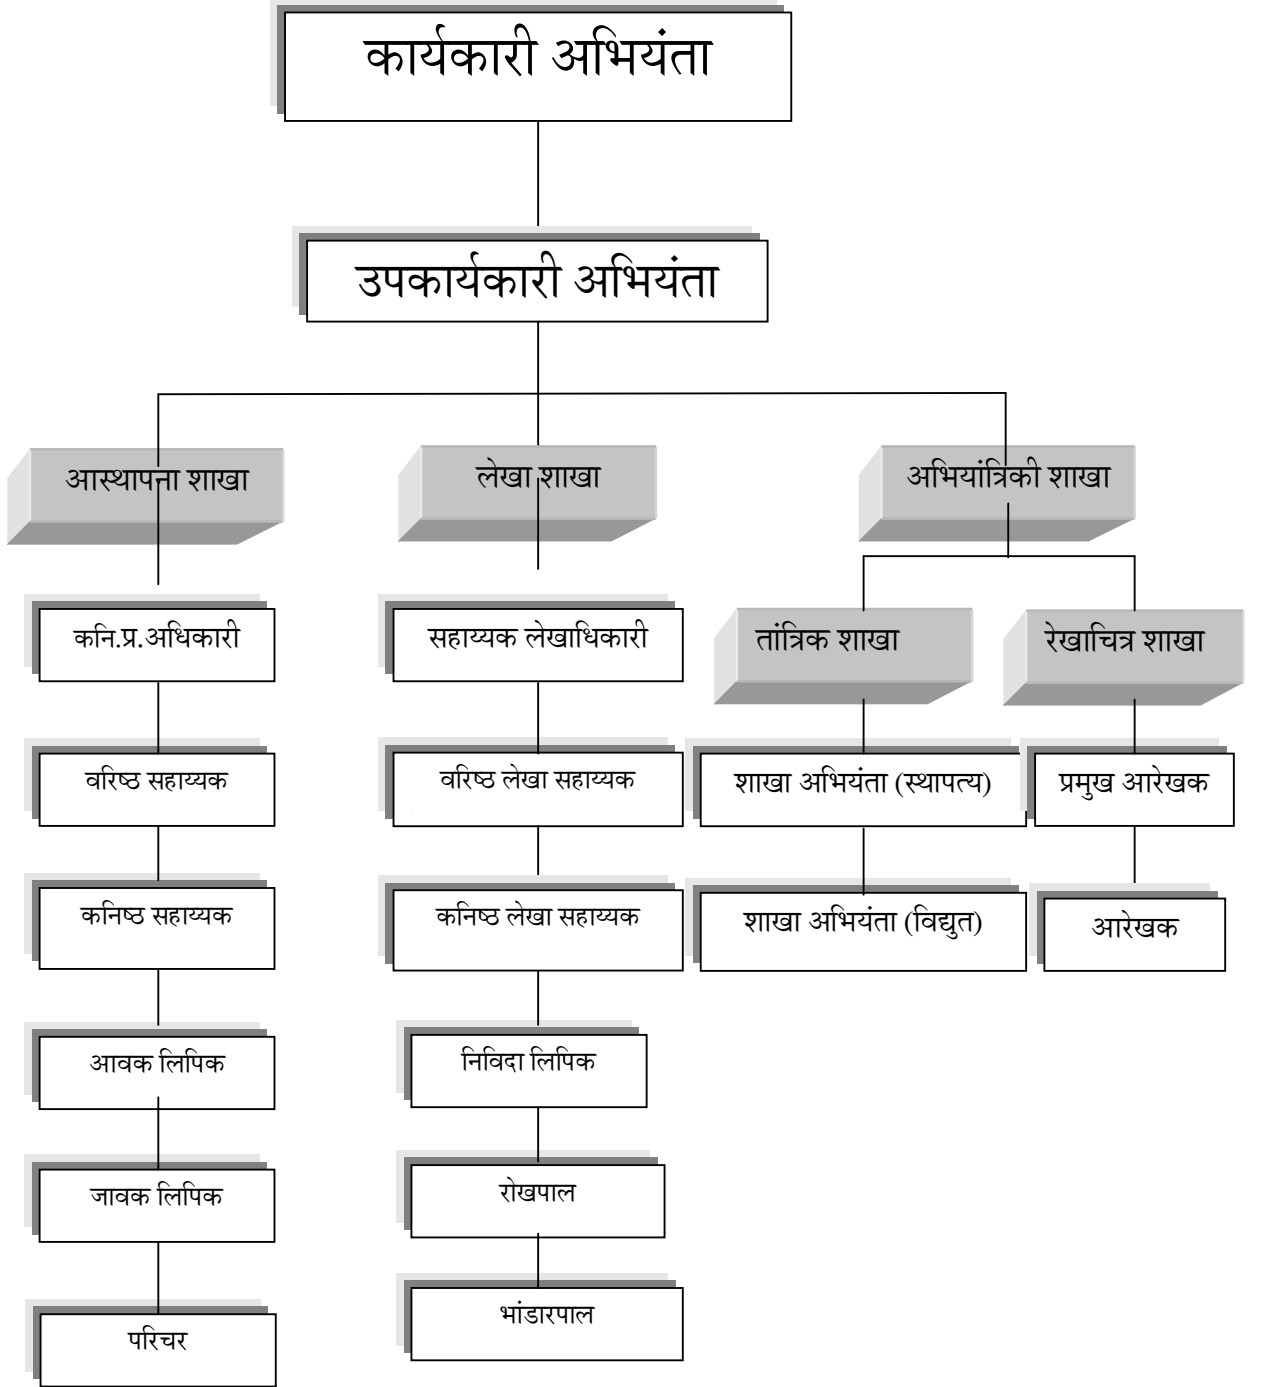 कार्यकारी अभियंता
उपकार्यकारी अभियंता
आस्थापना शाखा
लेखा शाखा
अभियांत्रिकी शाखा
कनि.प्र.अधिकारी
सहाय्यक लेखाधिकारी
तांत्रिक शाखा
रेखाचित्र शाखा
वरिष्ठ सहाय्यक
वरिष्ठ लेखा सहाय्यक
शाखा अभियंता (स्थापत्य)
प्रमुख आरेखक
कनिष्ठ सहाय्यक
कनिष्ठ लेखा सहाय्यक
शाखा अभियंता (विद्युत)
आरेखक
आवक लिपिक
निविदा लिपिक
जावक लिपिक
रोखपाल
परिचर
भांडारपाल